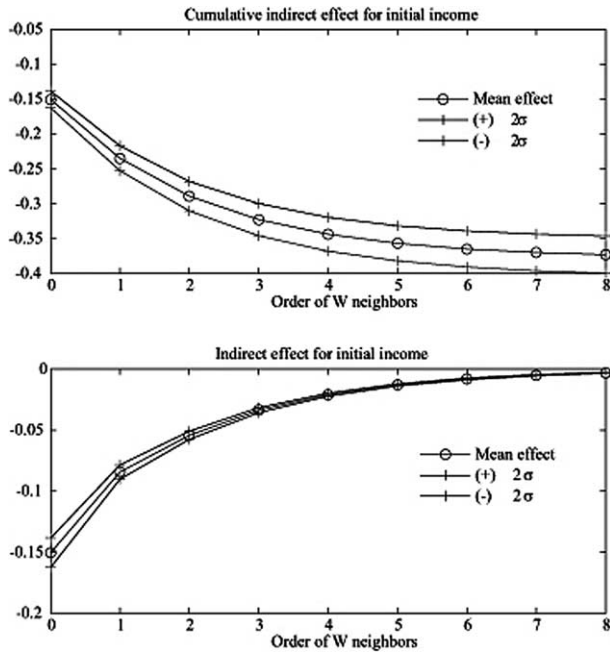 Cumulative indirect effect for initial income
-0.05
-0.1
-0.15
-0.2
-0.25
-0.3
-0.35
-0.4
Mean effect
(+) 2σ
(-) 2σ
0 1 2 3 4 5 6 7 8
Order of W neighbors
Indirect effect for initial income
0
-0.05
-0.1
-0.15
-0.2
Mean effect
(+) 2σ
(-) 2σ
0 1 2 3 4 5 6 7 8
Order of W neighbors